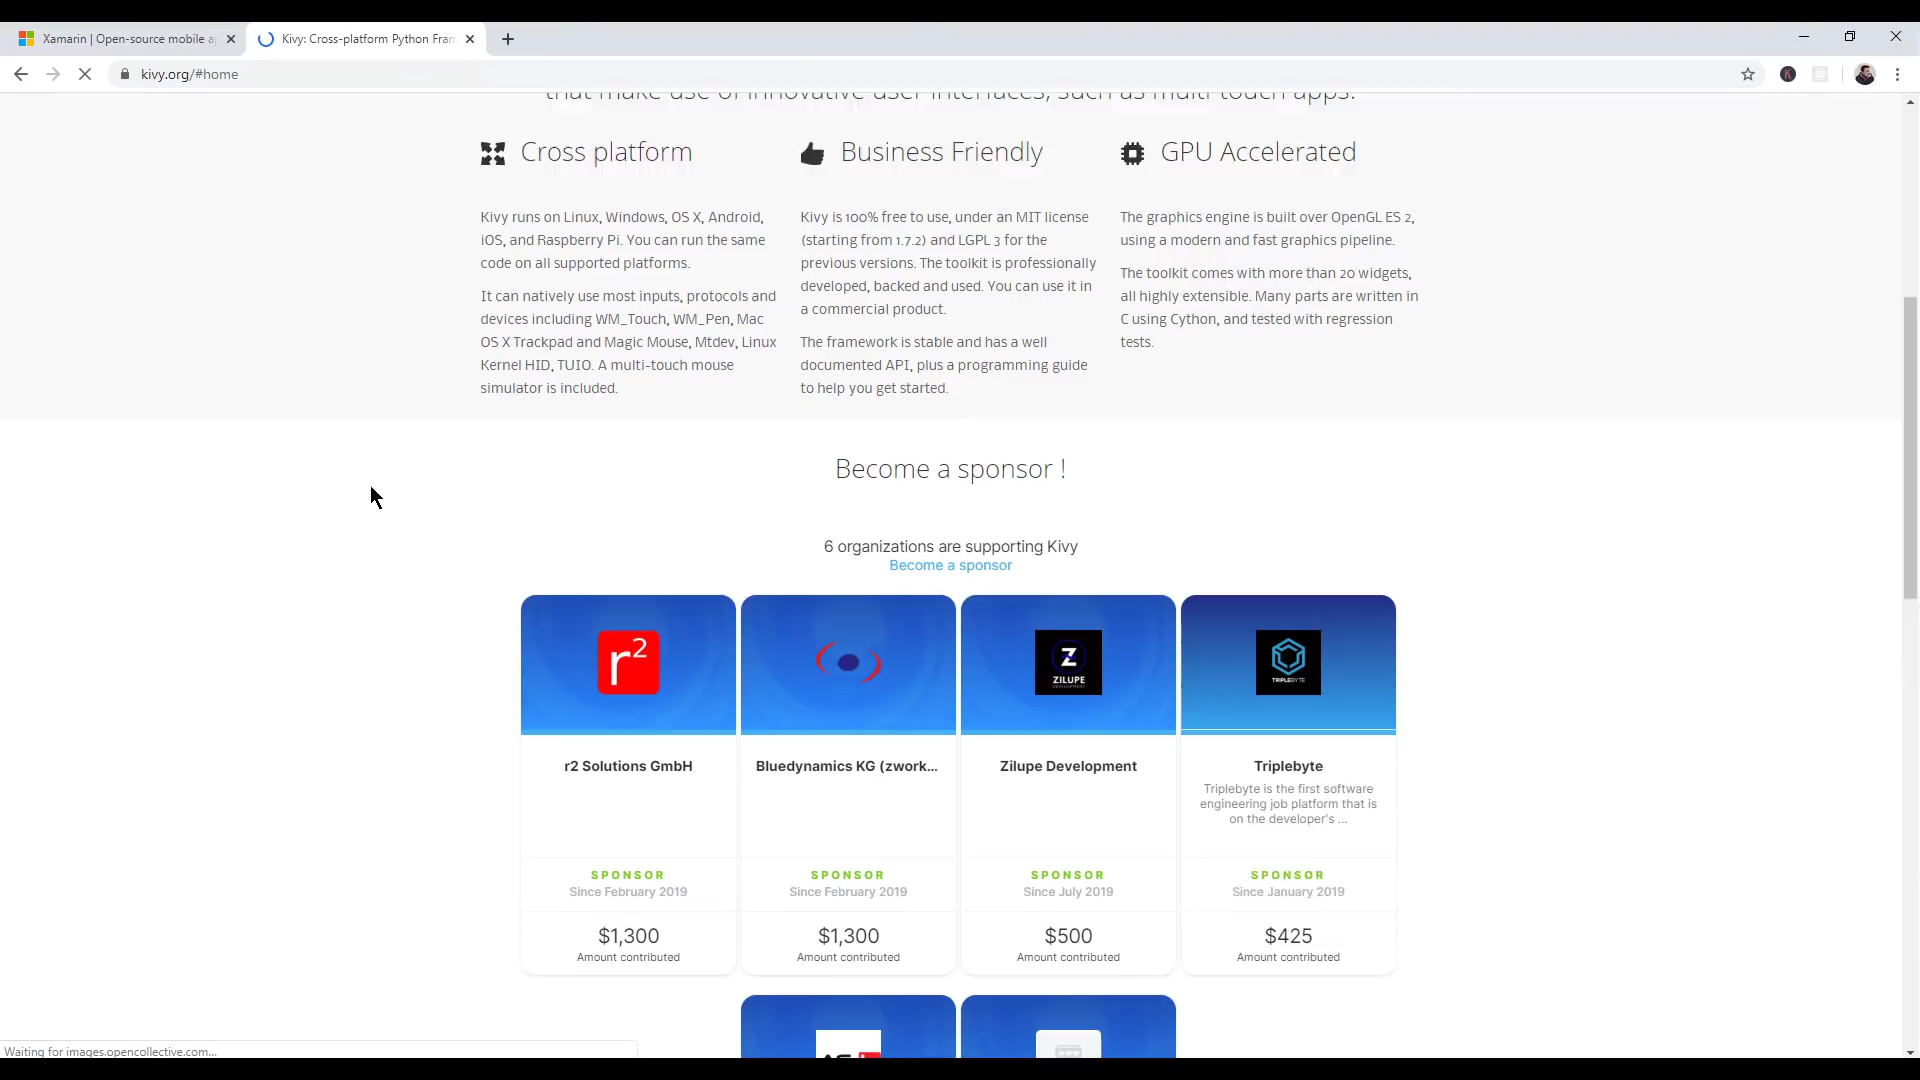 Xamarin | Open-source mobile a
Kivy: Cross-platform Python Fram
kivy.org/#home
K
that make use of innovative user interfaces, such as multi-touch apps.
Cross platform
Business Friendly
GPU Accelerated
Kivy runs on Linux, Windows, OS X, Android,
iOS, and Raspberry Pi. You can run the same
code on all supported platforms.
It can natively use most inputs, protocols and
devices including WM_Touch, WM_Pen, Mac
OS X Trackpad and Magic Mouse, Mtdev, Linux
Kernel HID, TUIO. A multi-touch mouse
simulator is included.
Kivy is 100% free to use, under an MIT license
(starting from 1.7.2) and LGPL 3 for the
previous versions. The toolkit is professionally
developed, backed and used. You can use it in
a commercial product.
The framework is stable and has a well
documented API, plus a programming guide
to help you get started.
The graphics engine is built over OpenGL ES 2,
using a modern and fast graphics pipeline.
The toolkit comes with more than 20 widgets,
all highly extensible. Many parts are written in
C using Cython, and tested with regression
tests.
Become a sponsor !
6 organizations are supporting Kivy
Become a sponsor
r2
Z
ZILUPE
DEVELOPMENT
TRIPLEBYTE
r2 Solutions GmbH
Bluedynamics KG (zwork...
Zilupe Development
Triplebyte
Triplebyte is the first software
engineering job platform that is
on the developer's ...
SPONSOR
Since February 2019
SPONSOR
Since February 2019
SPONSOR
Since July 2019
SPONSOR
Since January 2019
$1,300
Amount contributed
$1,300
Amount contributed
$500
Amount contributed
$425
Amount contributed
Waiting for images.opencollective.com...